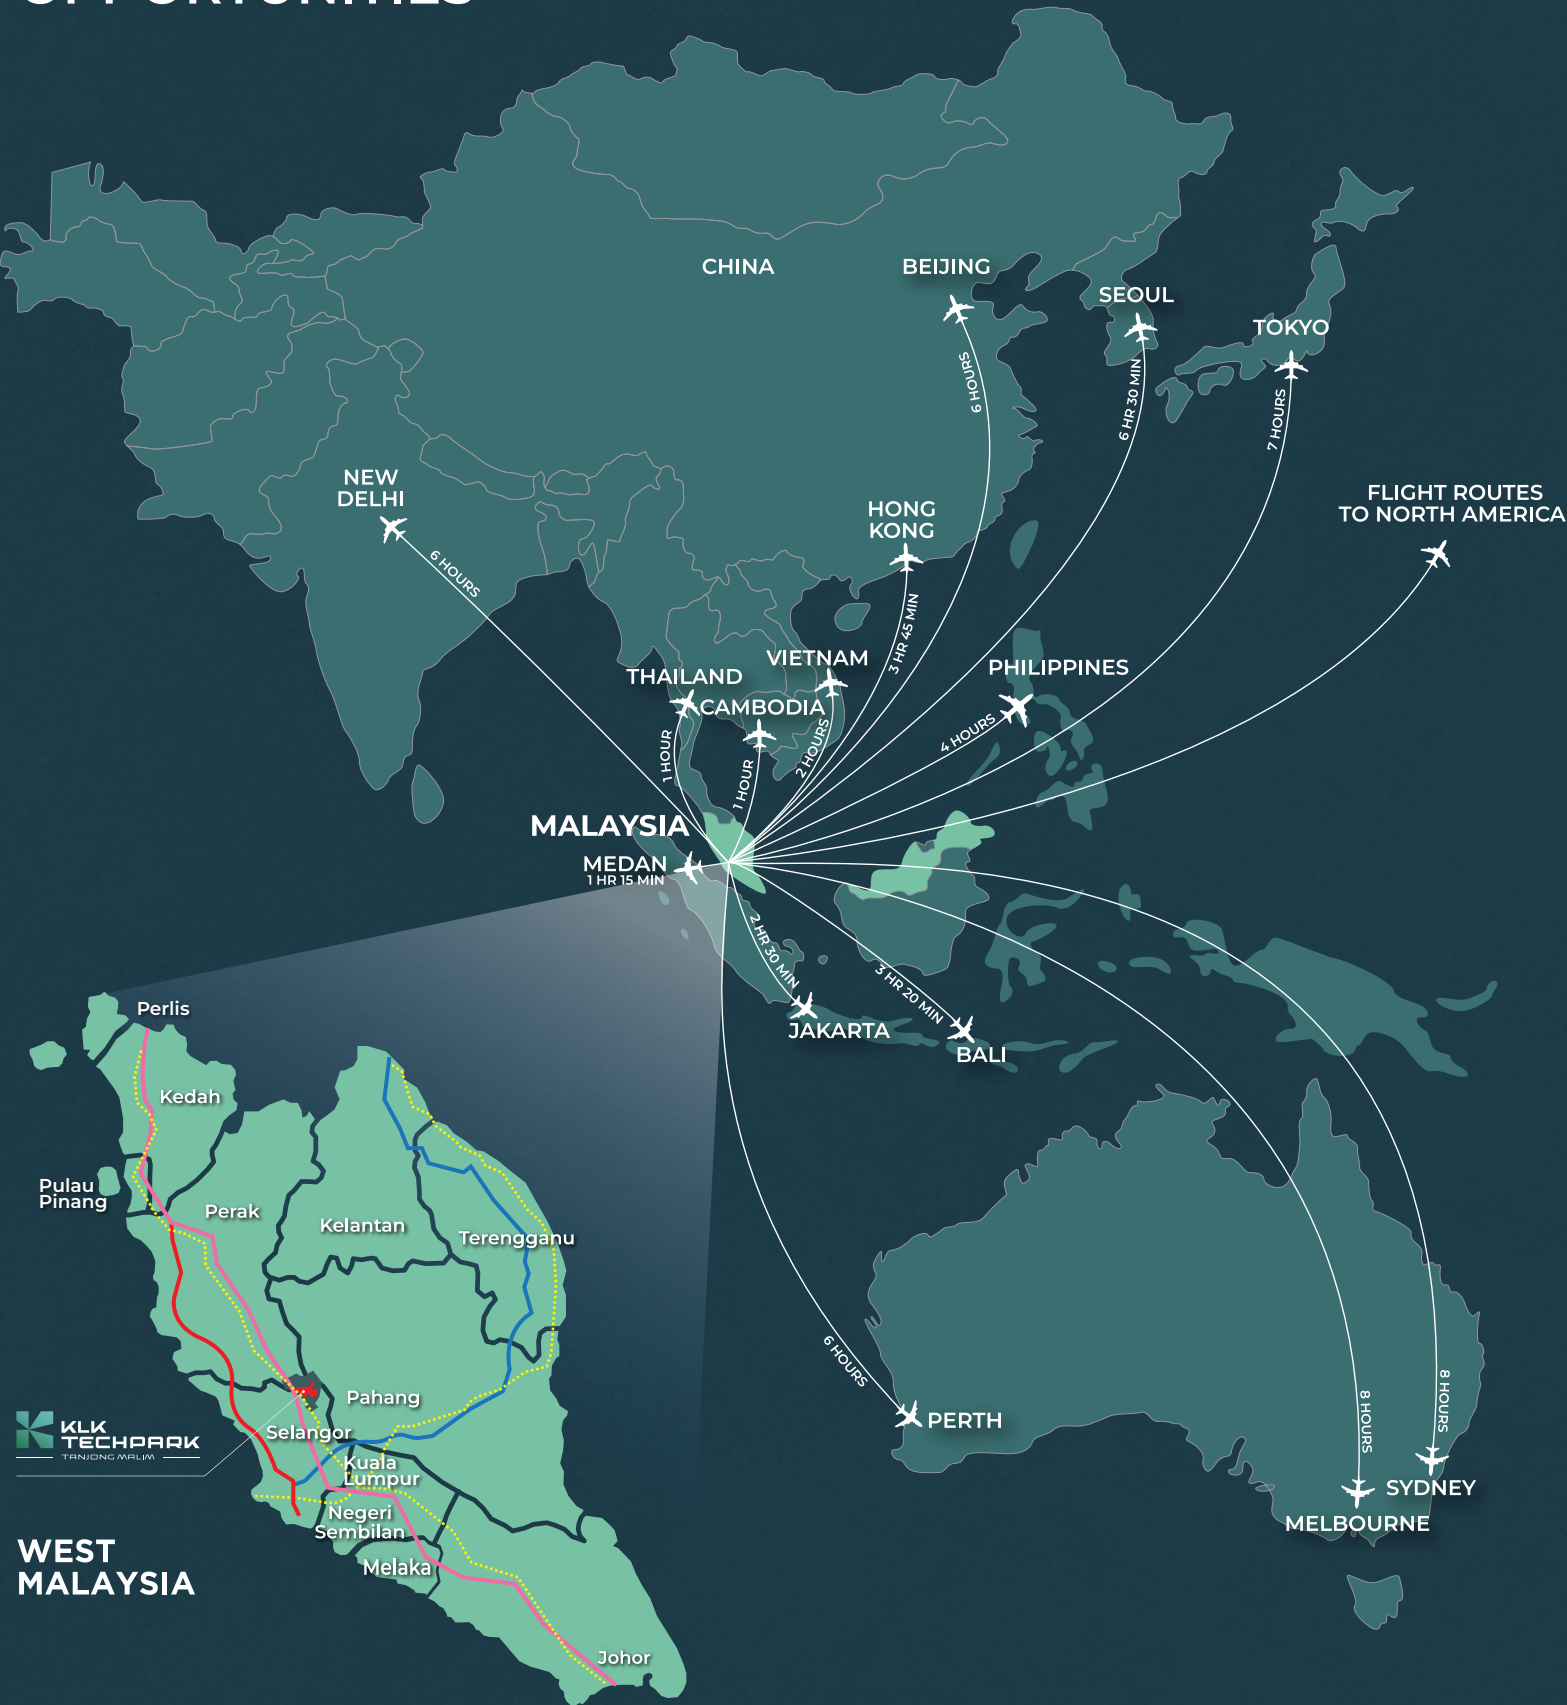 OPPORTUNITIES
CHINA
BEIJING
6 HOURS
SEOUL
6 HR 30 MIN
TOKYO
7 HOURS
NEW
DELHI
6 HOURS
HONG
KONG
3 HR 45 MIN
FLIGHT ROUTES
TO NORTH AMERICA
THAILAND
1 HOUR
VIETNAM
2 HOURS
CAMBODIA
1 HOUR
PHILIPPINES
4 HOURS
MALAYSIA
MEDAN
1 HR 15 MIN
2 HR 30 MIN
JAKARTA
3 HR 20 MIN
BALI
6 HOURS
PERTH
8 HOURS
MELBOURNE
8 HOURS
SYDNEY
Perlis
Kedah
Pulau
Pinang
Perak
Kelantan
Terengganu
Pahang
Selangor
Kuala
Lumpur
Negeri
Sembilan
Melaka
Johor
KLK
TECHPARK
TANJONG MALIM
WEST
MALAYSIA